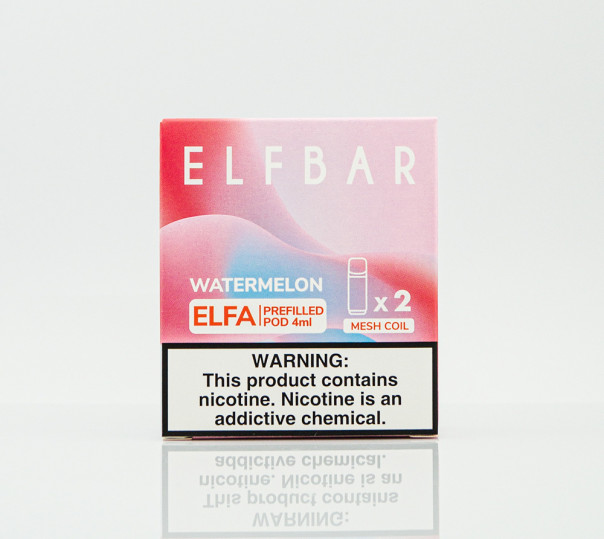 ELFBAR
WATERMELON
ELFA PREFILLED
POD 4ml
x 2
MESH COIL
WARNING:
This product contains
nicotine. Nicotine is an
addictive chemical.